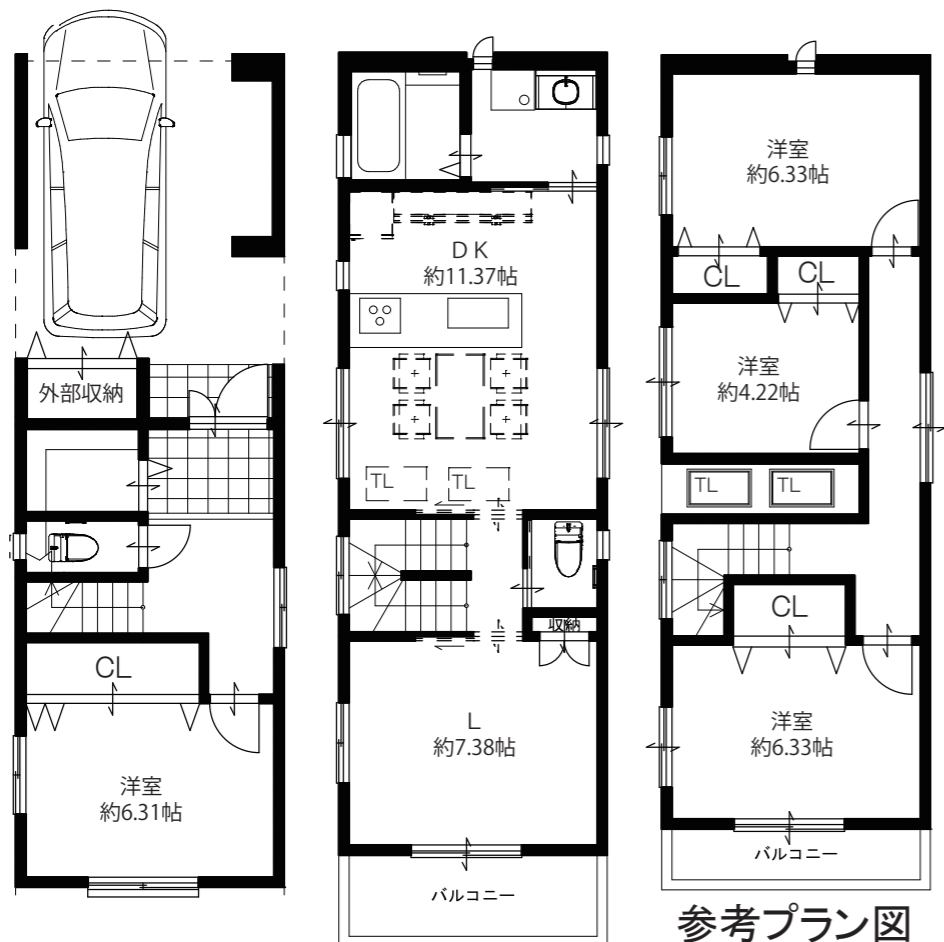 外部収納
CL
洋室
約6.31帖
DK
約11.37帖
TL
TL
収納
L
約7.38帖
バルコニー
洋室
約6.33帖
CL
CL
洋室
約4.22帖
TL
TL
CL
洋室
約6.33帖
バルコニー
参考プラン図